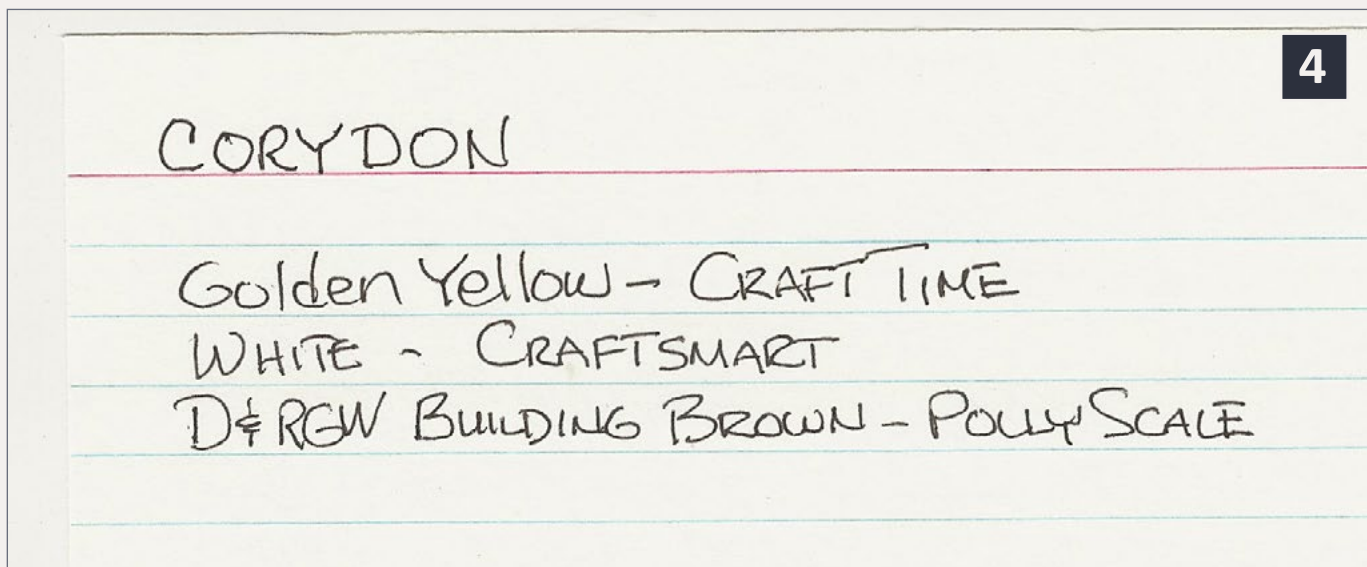 4
CORYDON
Golden Yellow - CRAFT TIME
WHITE - CRAFTSMART
D&RGW BUILDING BROWN - POLLYSCALE